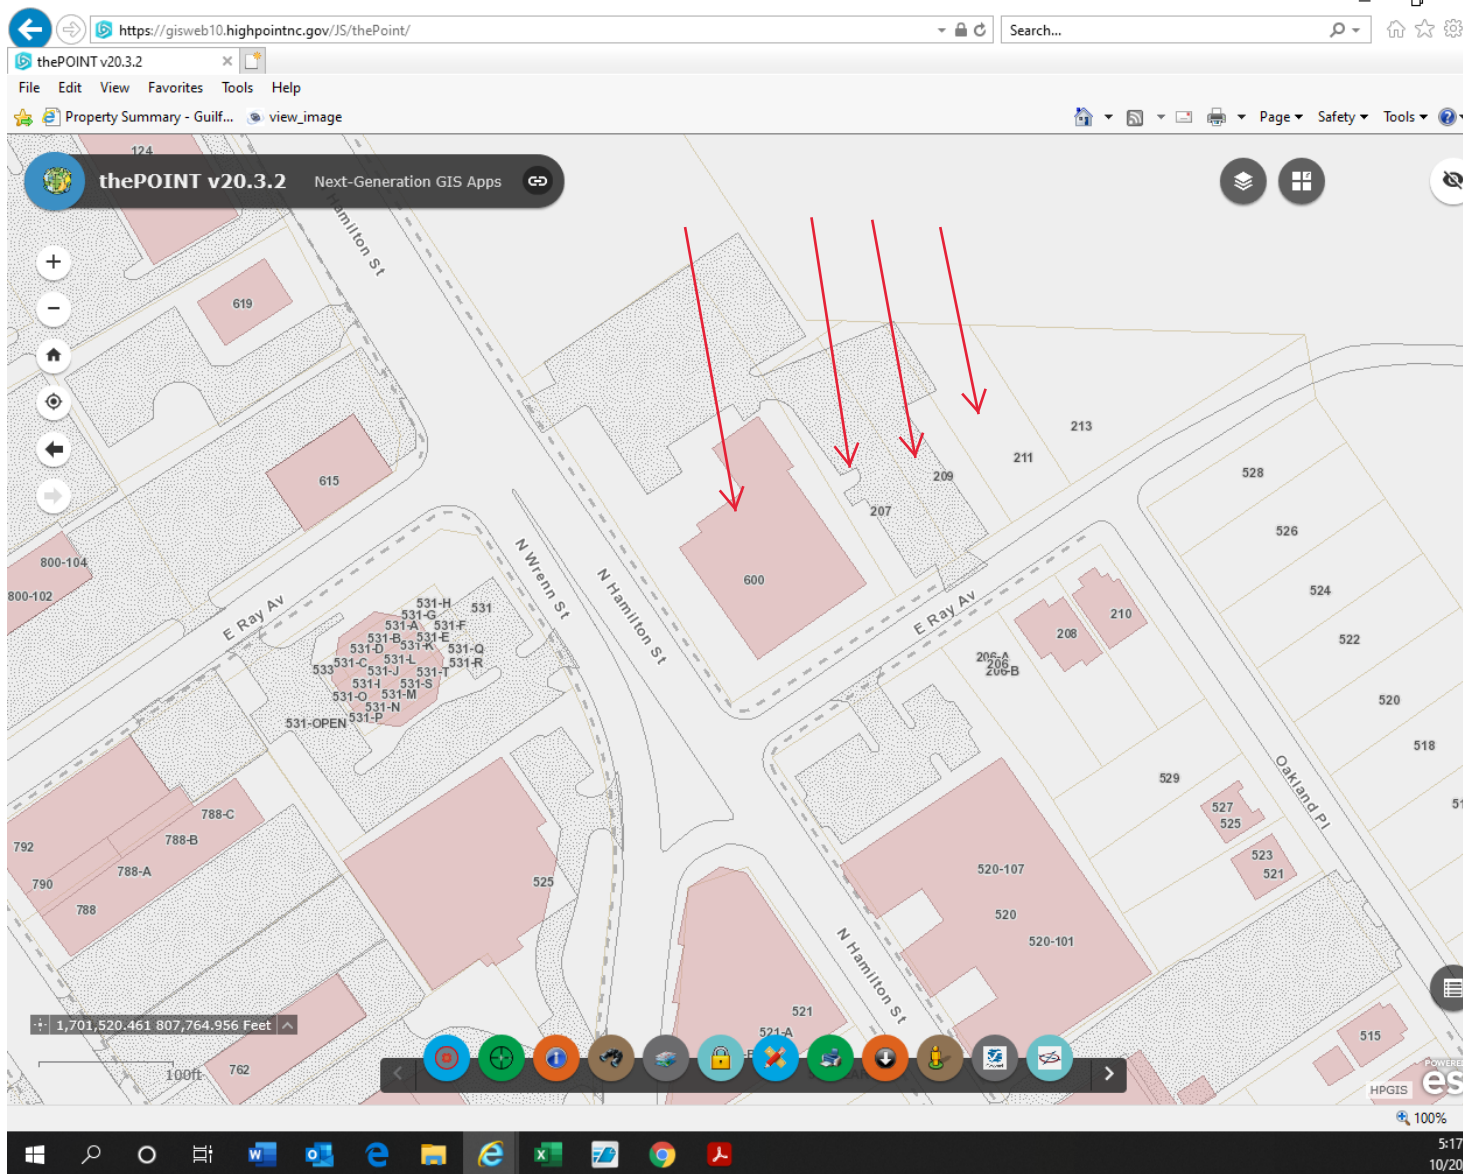 https://gisweb10.highpointnc.gov/JS/thePoint/
Search...
thePOINT v20.3.2
File Edit View Favorites Tools Help
Property Summary - Guilf... view_image
Page Safety Tools
124
thePOINT v20.3.2 Next-Generation GIS Apps
Hamilton St
619
615
800-104
800-102
E Ray Av
N Wrenn St
N Hamilton St
600
207
209
211
213
E Ray Av
528
526
524
522
520
518
531-H
531-G
531
531-A
531-F
531-B
531-E
531-D
531-K
531-Q
533
531-C
531-L
531-R
531-J
531-T
531-I
531-S
531-O
531-M
531-N
531-P
531-OPEN
206-A
206
206-B
208
210
529
527
525
523
521
Oakland Pl
788-C
788-B
788-A
792
790
788
525
520-107
520
520-101
N Hamilton St
521
521-A
515
762
1,701,520.461 807,764.956 Feet
100ft
HPGIS
POWERE
es
100%
5:17
10/20